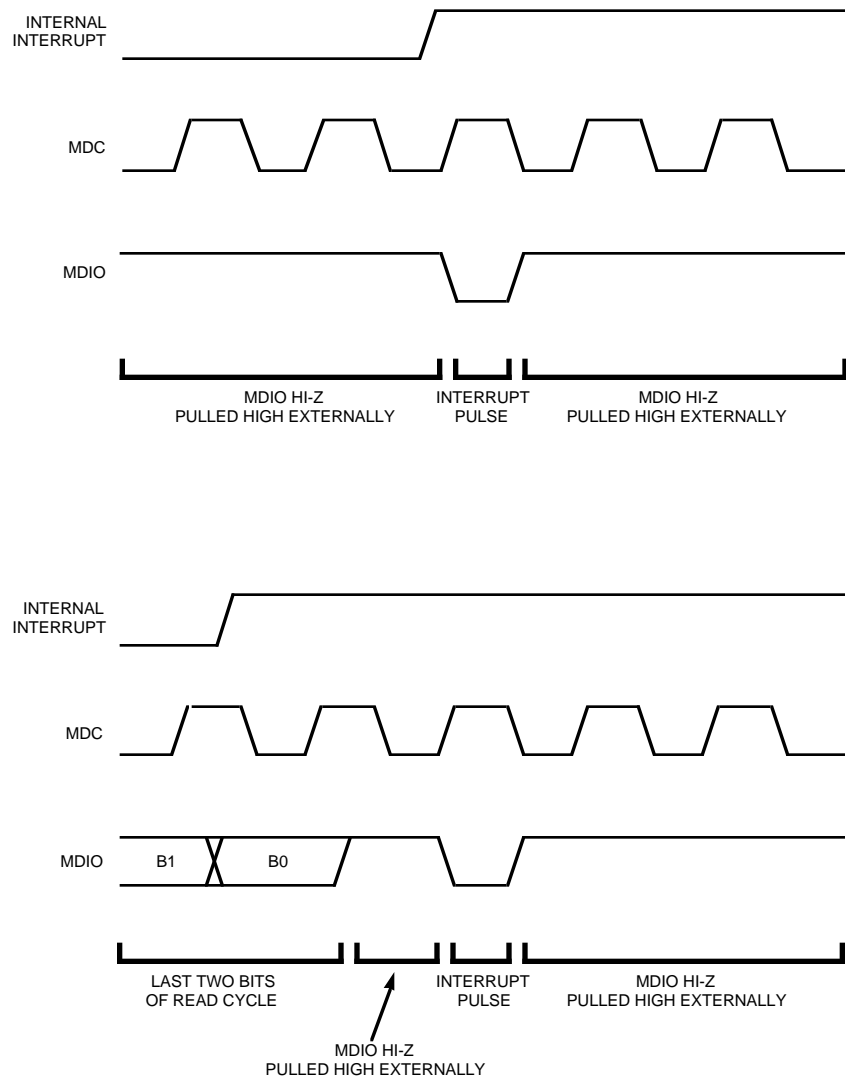 INTERNAL
INTERRUPT
MDC
MDIO
MDIO HI-Z
PULLED HIGH EXTERNALLY
INTERRUPT
PULSE
MDIO HI-Z
PULLED HIGH EXTERNALLY
INTERNAL
INTERRUPT
MDC
MDIO
B1
B0
LAST TWO BITS
OF READ CYCLE
INTERRUPT
PULSE
MDIO HI-Z
PULLED HIGH EXTERNALLY
MDIO HI-Z
PULLED HIGH EXTERNALLY